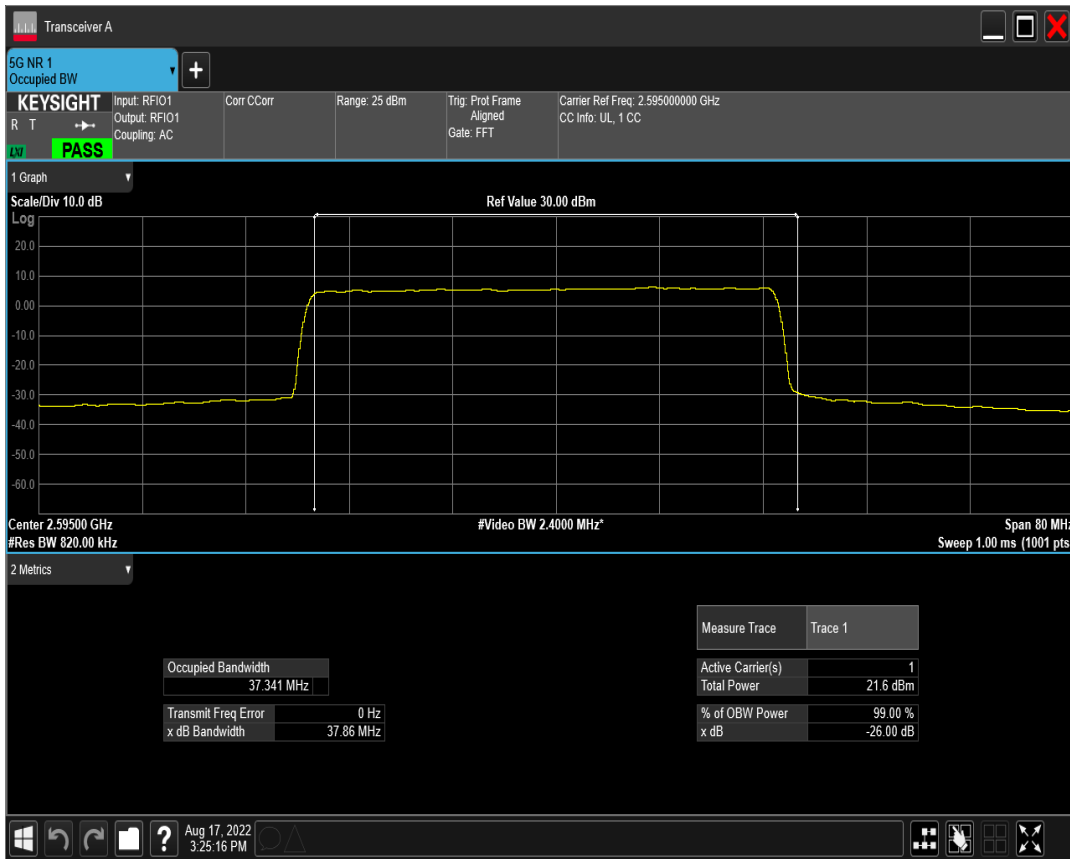 Transceiver A
5G NR 1
Occupied BW
KEYSIGHT
R T
LXI
PASS
Input: RFIO1
Output: RFIO1
Coupling: AC
Corr CCorr
Range: 25 dBm
Trig: Prot Frame
Aligned
Gate: FFT
Carrier Ref Freq: 2.595000000 GHz
CC Info: UL, 1 CC
1 Graph
Scale/Div 10.0 dB
Ref Value 30.00 dBm
Log
20.0
10.0
0.00
-10.0
-20.0
-30.0
-40.0
-50.0
-60.0
Center 2.59500 GHz
#Video BW 2.4000 MHz*
Span 80 MHz
#Res BW 820.00 kHz
Sweep 1.00 ms (1001 pts
2 Metrics
Measure Trace Trace 1
Occupied Bandwidth
37.341 MHz
Active Carrier(s) 1
Total Power 21.6 dBm
Transmit Freq Error 0 Hz
x dB Bandwidth 37.86 MHz
% of OBW Power 99.00 %
x dB -26.00 dB
?
Aug 17, 2022
3:25:16 PM